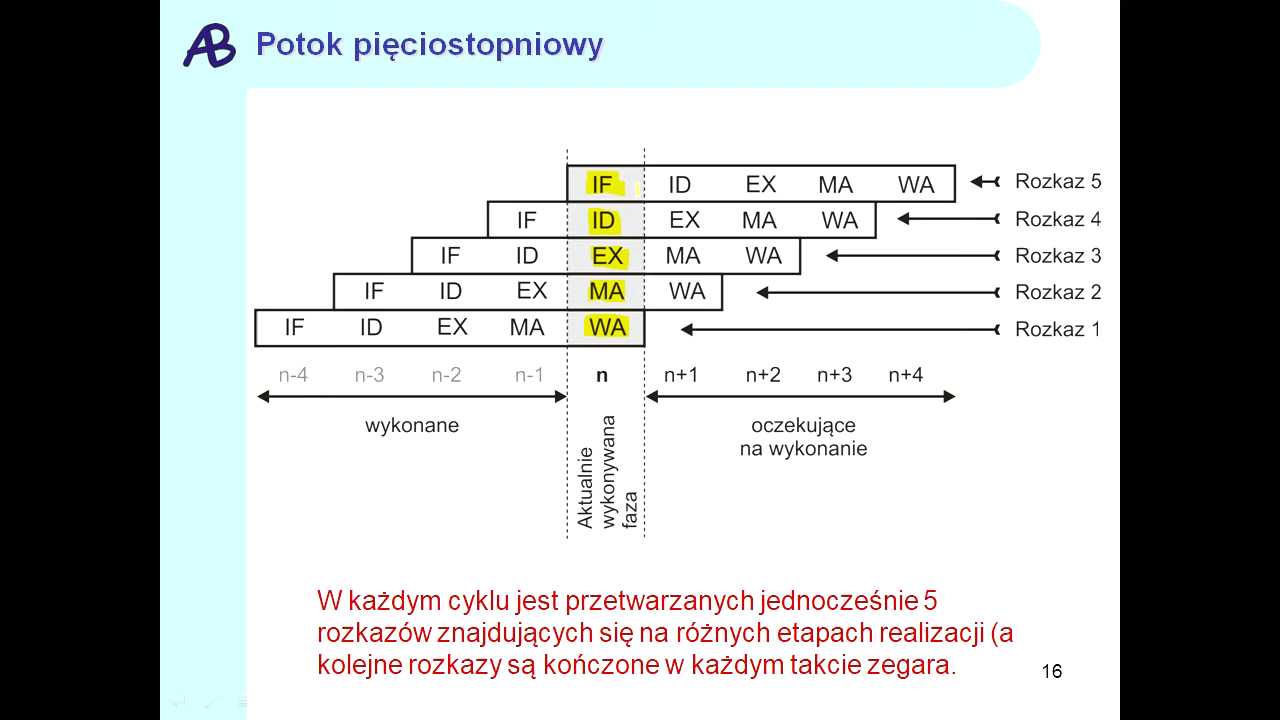 AB
Potok pięciostopniowy
IF ID EX MA WA Rozkaz 5
IF ID EX MA WA Rozkaz 4
IF ID EX MA WA Rozkaz 3
IF ID EX MA WA Rozkaz 2
IF ID EX MA WA Rozkaz 1
n-4 n-3 n-2 n-1 n n+1 n+2 n+3 n+4
wykonane
Aktualnie
wykonywana
faza
oczekujące
na wykonanie
W każdym cyklu jest przetwarzanych jednocześnie 5
rozkazów znajdujących się na różnych etapach realizacji (a
kolejne rozkazy są kończone w każdym takcie zegara.
16